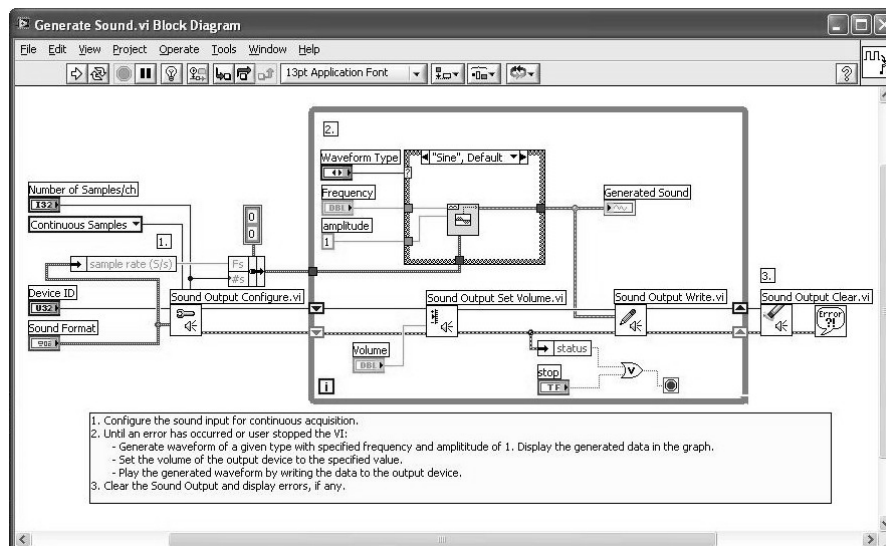 Generate Sound.vi Block Diagram
File Edit View Project Operate Tools Window Help
13pt Application Font
2.
Waveform Type
"Sine", Default
Number of Samples/ch
I32
Frequency
DBL
Generated Sound
Continuous Samples
0
0
amplitude
1
1.
sample rate (S/s)
Fs
#s
3.
Device ID
U32
Sound Output Configure.vi
Sound Output Set Volume.vi
Sound Output Write.vi
Sound Output Clear.vi
Error
?!
Sound Format
Volume
DBL
status
stop
TF
i
1. Configure the sound input for continuous acquisition.
2. Until an error has occurred or user stopped the VI:
- Generate waveform of a given type with specified frequency and ampltitude of 1. Display the generated data in the graph.
- Set the volume of the output device to the specified value.
- Play the generated waveform by writing the data to the output device.
3. Clear the Sound Output and display errors, if any.